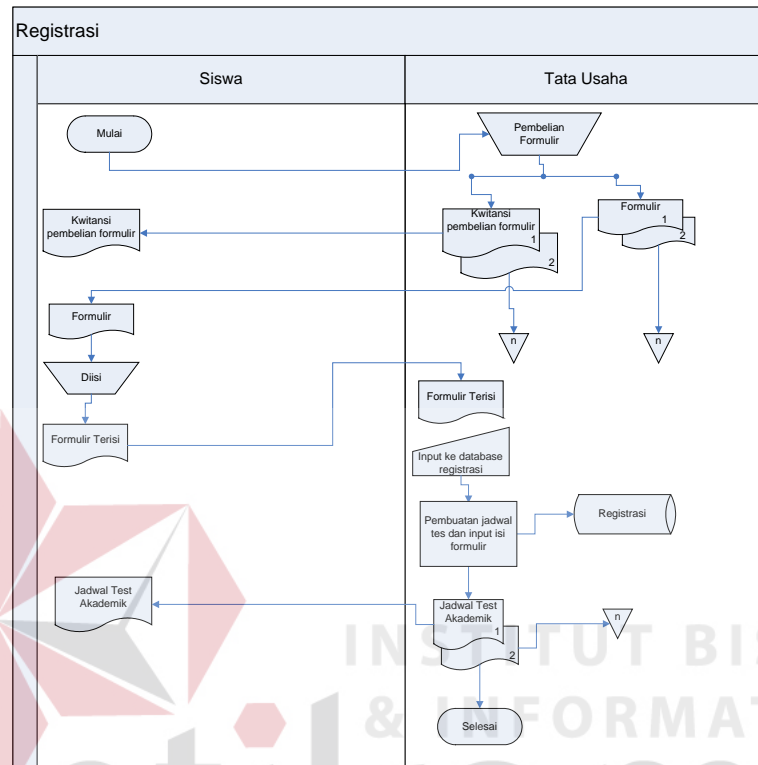 Registrasi
Siswa
Tata Usaha
Mulai
Pembelian
Formulir
Kwitansi
pembelian formulir
Kwitansi
pembelian formulir
1
2
Formulir
1
2
Formulir
n
n
Diisi
Formulir Terisi
Formulir Terisi
Input ke database
registrasi
Pembuatan jadwal
tes dan input isi
formulir
Registrasi
Jadwal Test
Akademik
Jadwal Test
Akademik
1
2
n
Selesai
INSTITUT BIS
& INFORMAT